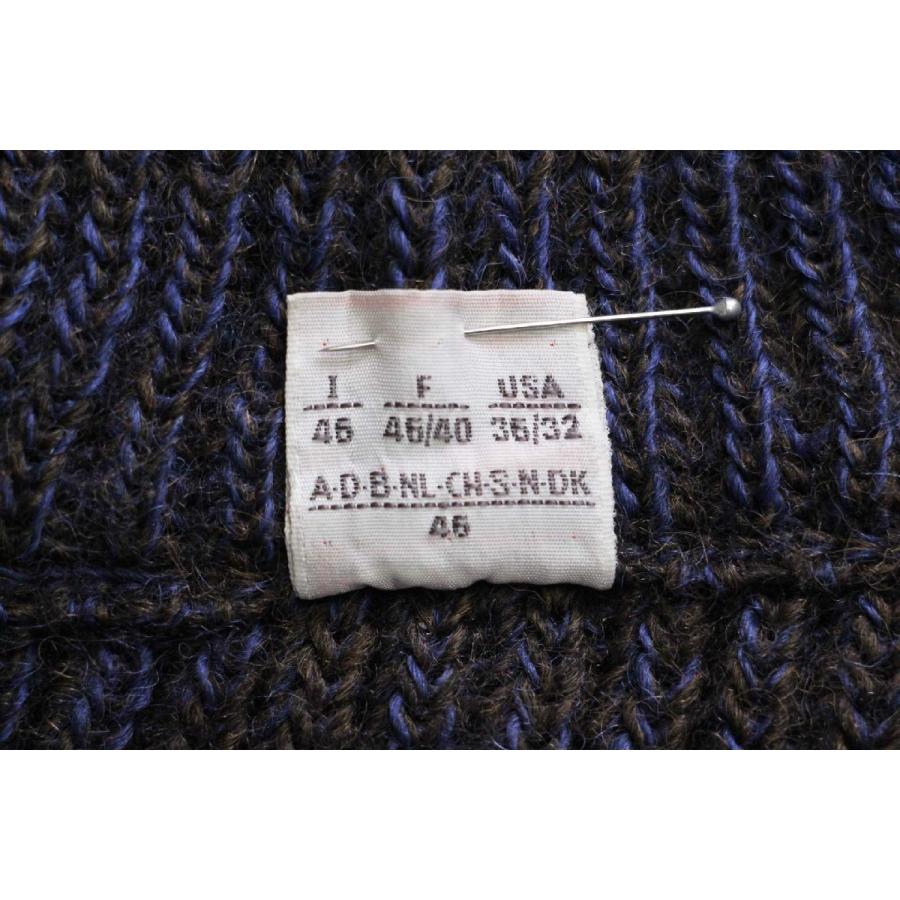 I F USA
46 46/40 36/32
A·D·B·NL·CH·S·N·DK
46